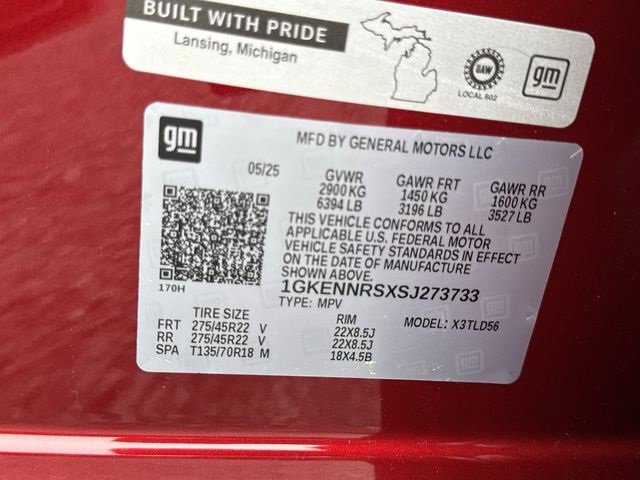 BUILT WITH PRIDE
Lansing, Michigan
UAW
LOCAL 602
gm
gm
MFD BY GENERAL MOTORS LLC
05/25
GVWR GAWR FRT GAWR RR
2900 KG 1450 KG 1600 KG
6394 LB 3196 LB 3527 LB
THIS VEHICLE CONFORMS TO ALL
APPLICABLE U.S. FEDERAL MOTOR
VEHICLE SAFETY STANDARDS IN EFFECT
ON THE DATE OF MANUFACTURE
SHOWN ABOVE.
170H
1GKENNRSXSJ273733
TYPE: MPV MODEL: X3TLD56
TIRE SIZE RIM
FRT 275/45R22 V 22X8.5J
RR 275/45R22 V 22X8.5J
SPA T135/70R18 M 18X4.5B